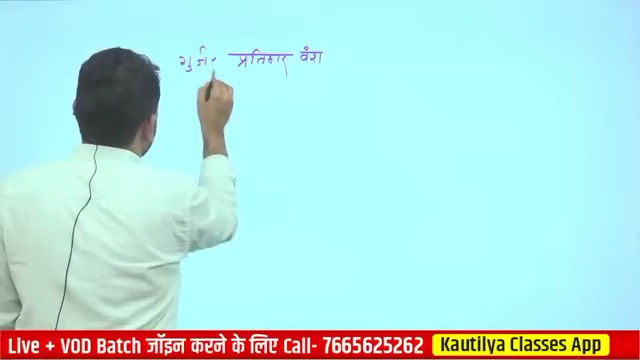 गुर्जर प्रतिहार वंश
Live + VOD Batch जॉइन करने के लिए Call- 7665625262 Kautilya Classes App